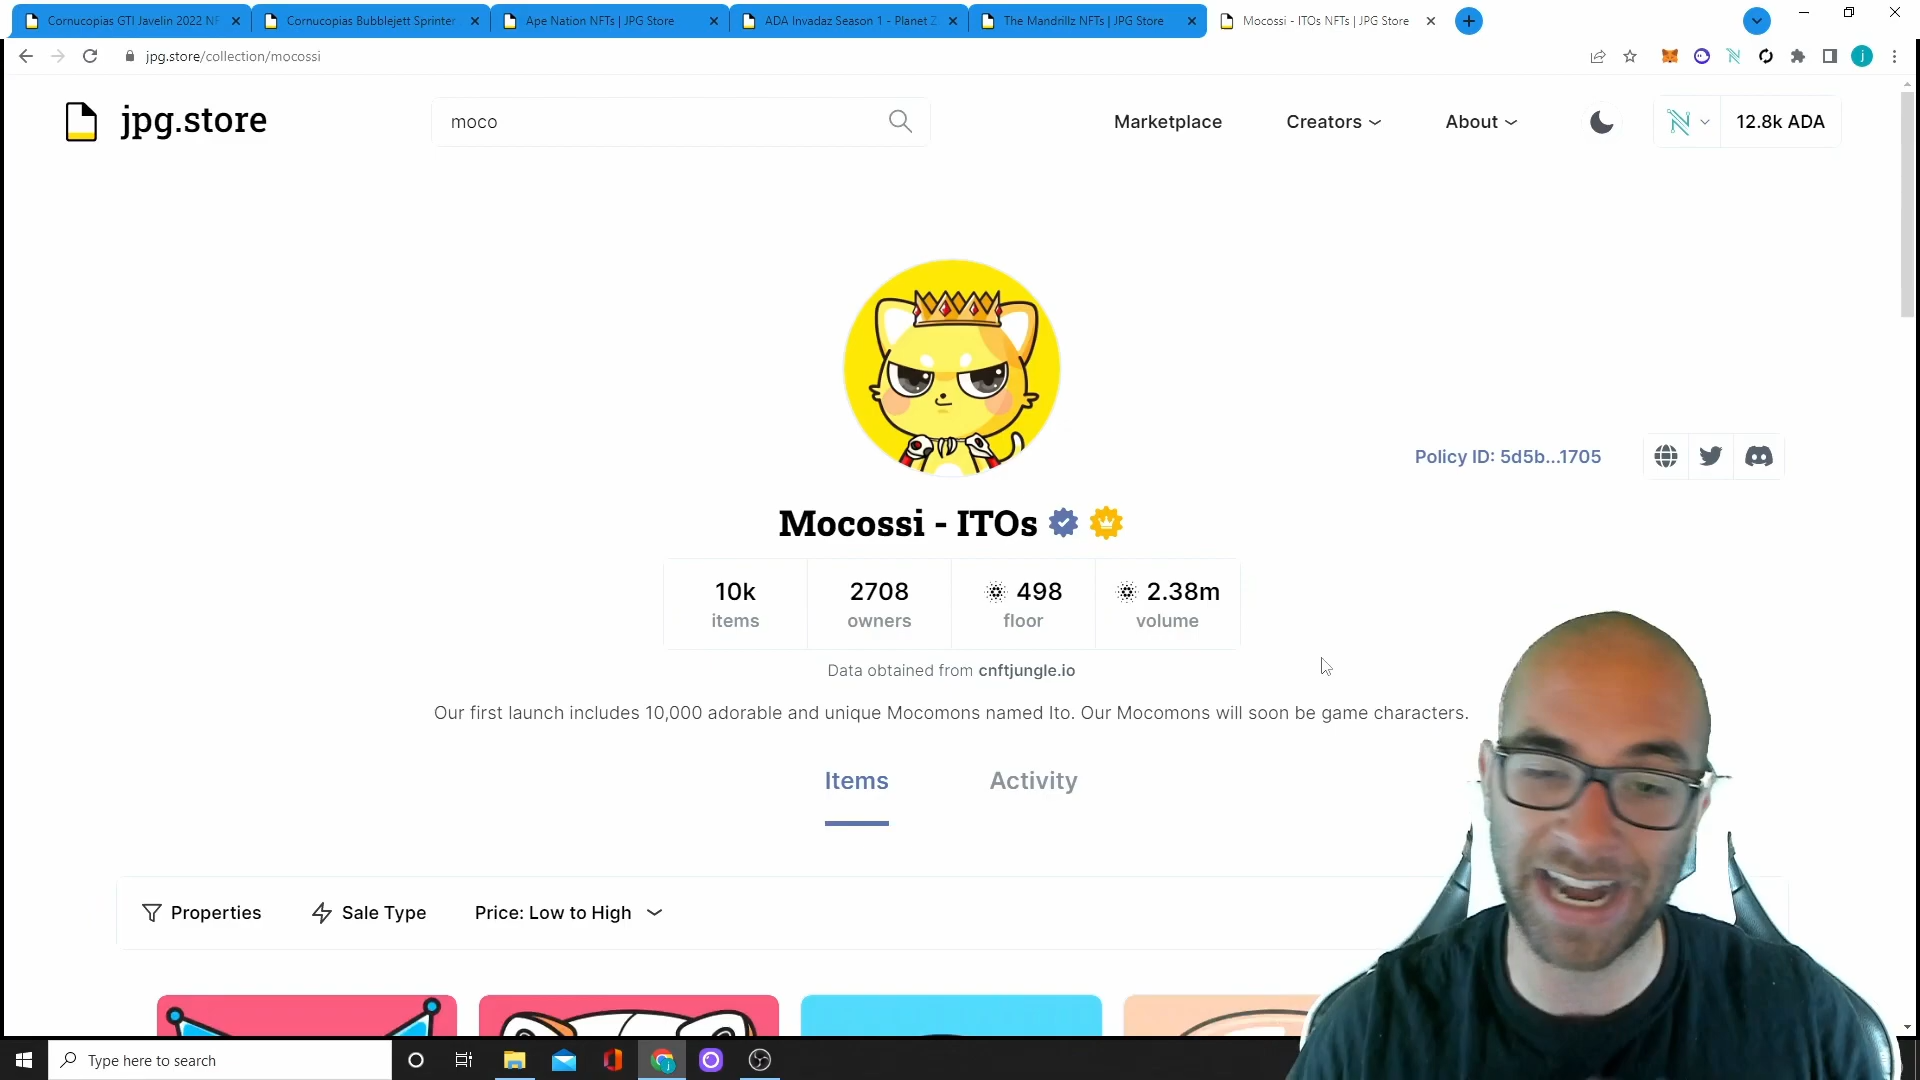 Cornucopias GTI Javelin 2022 NF
Cornucopias Bubblejett Sprinter
Ape Nation NFTs | JPG Store
ADA Invadaz Season 1 - Planet Z
The Mandrillz NFTs | JPG Store
Mocossi - ITOs NFTs | JPG Store
jpg.store/collection/mocossi
j
jpg.store
moco
Marketplace
Creators
About
12.8k ADA
Policy ID: 5d5b...1705
Mocossi - ITOs
10k
2708
498
2.38m
items
owners
floor
volume
Data obtained from cnftjungle.io
Our first launch includes 10,000 adorable and unique Mocomons named Ito. Our Mocomons will soon be game characters.
Items
Activity
Properties
Sale Type
Price: Low to High
Type here to search